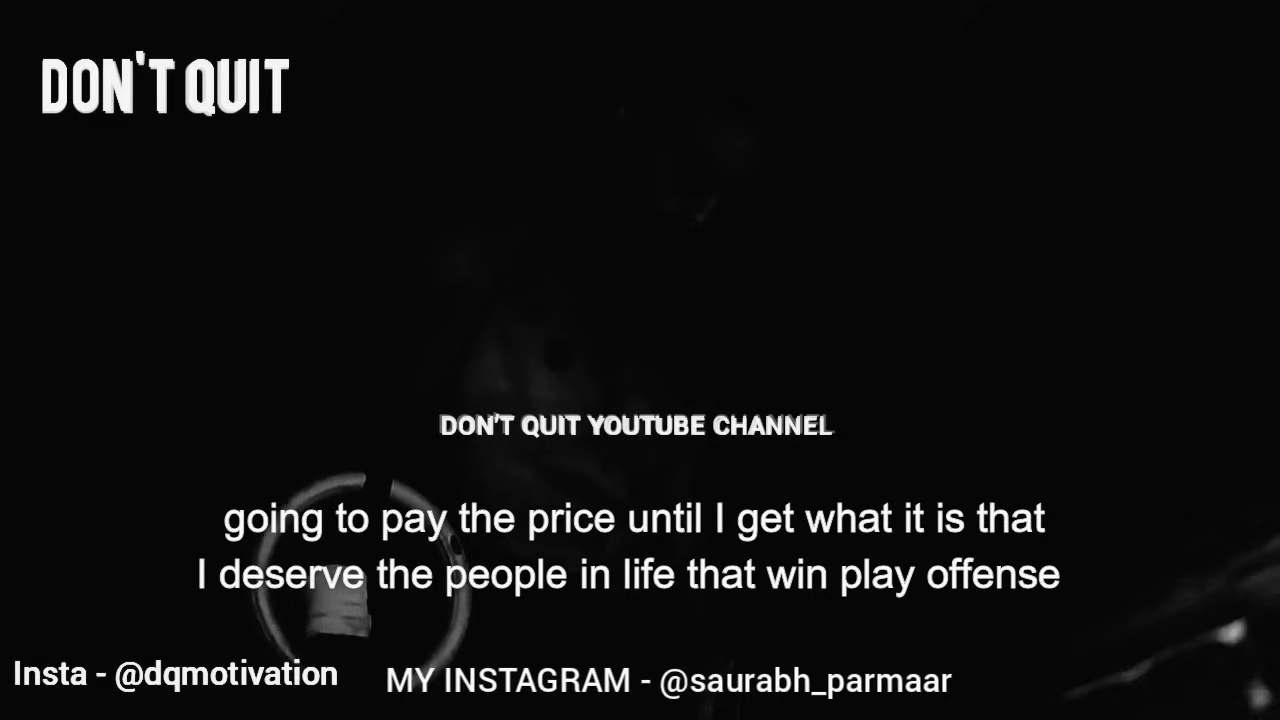 DON'T QUIT
DON'T QUIT YOUTUBE CHANNEL
going to pay the price until I get what it is that
I deserve the people in life that win play offense
Insta - @dqmotivation
MY INSTAGRAM - @saurabh_parmaar